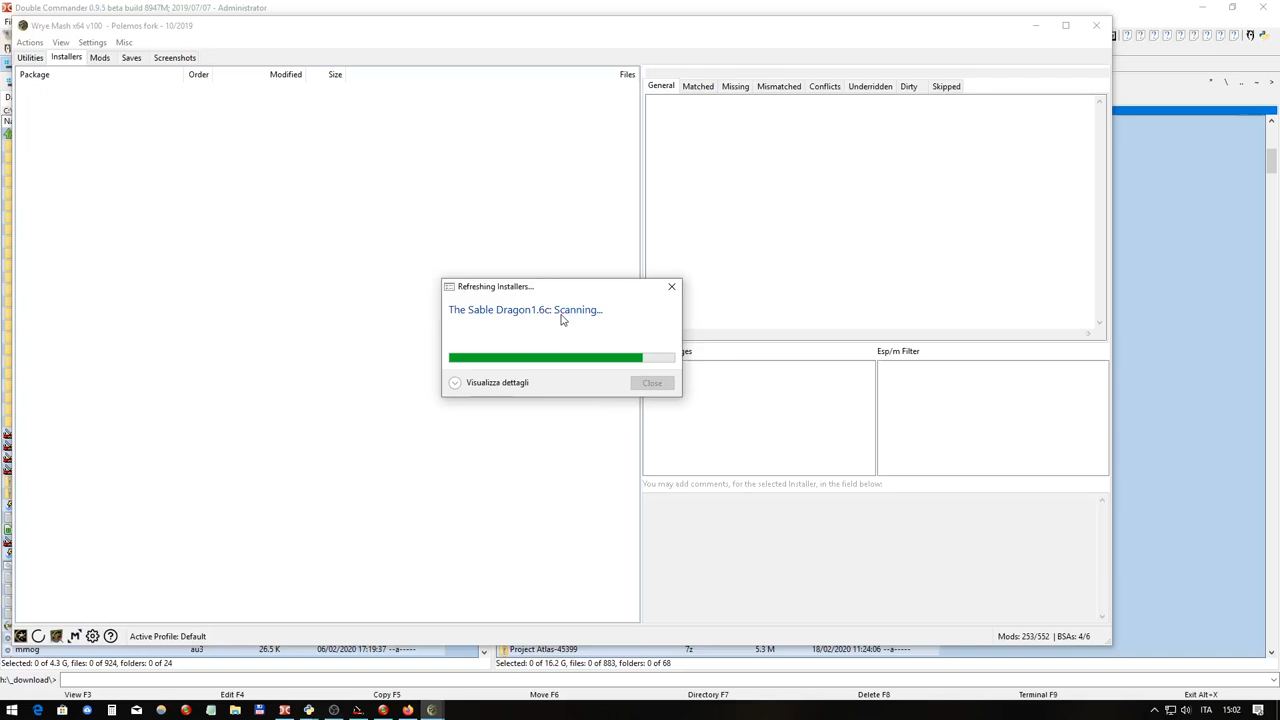 Double Commander 0.9.5 beta build 8947M; 2019/09/05 - Administrator
Wrye Mash x64 v100 - Polemos fork - 10/2019
Actions View Settings Misc
Utilities Installers Mods Saves Screenshots
Package Order Modified Size Files
General Matched Missing Mismatched Conflicts Underridden Dirty Skipped
Refreshing Installers...
The Sable Dragon1.6c: Scanning...
Visualizza dettagli Close
Esp/m Filter
You may add comments, for the selected Installer, in the field below:
Active Profile: Default
Mods: 253/552 | BSAs: 4/6
mmog au3 26.5 K 06/02/2020 17:19:37 --a-----
Project Atlas-45399 7z 5.3 M 18/02/2020 11:24:06 --a-----
Selected: 0 of 4.3 G, files: 0 of 924, folders: 0 of 24
Selected: 0 of 16.2 G, files: 0 of 883, folders: 0 of 68
h:\_download\>
View F3 Edit F4 Copy F5 Move F6 Directory F7 Delete F8 Terminal F9 Exit Alt+X
ITA 15:02